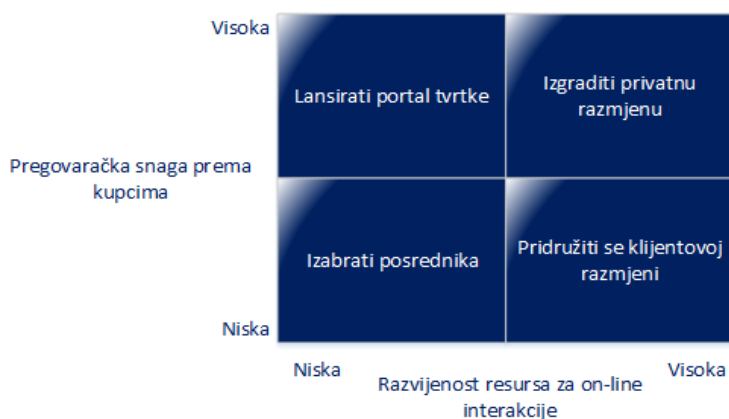 Visoka
Lansirati portal tvrtke
Izgraditi privatnu
razmjenu
Pregovaračka snaga prema
kupcima
Izabrati posrednika
Pridružiti se klijentovoj
razmjeni
Niska
Niska
Razvijenost resursa za on-line
interakcije
Visoka